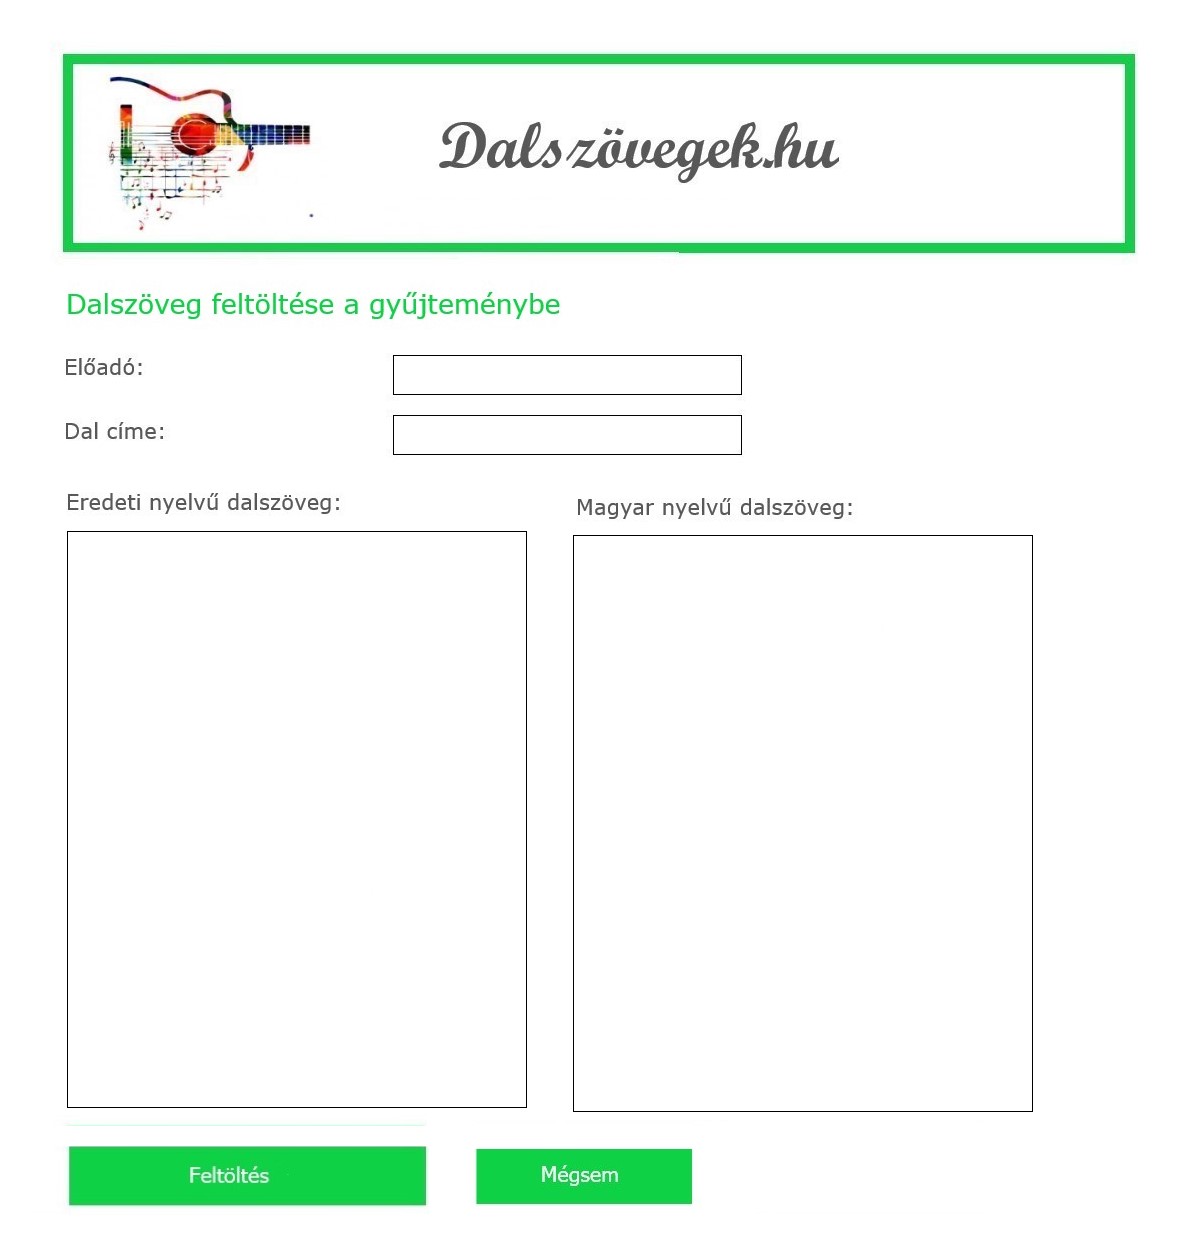 Dalszövegek.hu
Dalszöveg feltöltése a gyűjteménybe
Előadó:
Dal címe:
Eredeti nyelvű dalszöveg:
Magyar nyelvű dalszöveg:
Feltöltés
Mégsem